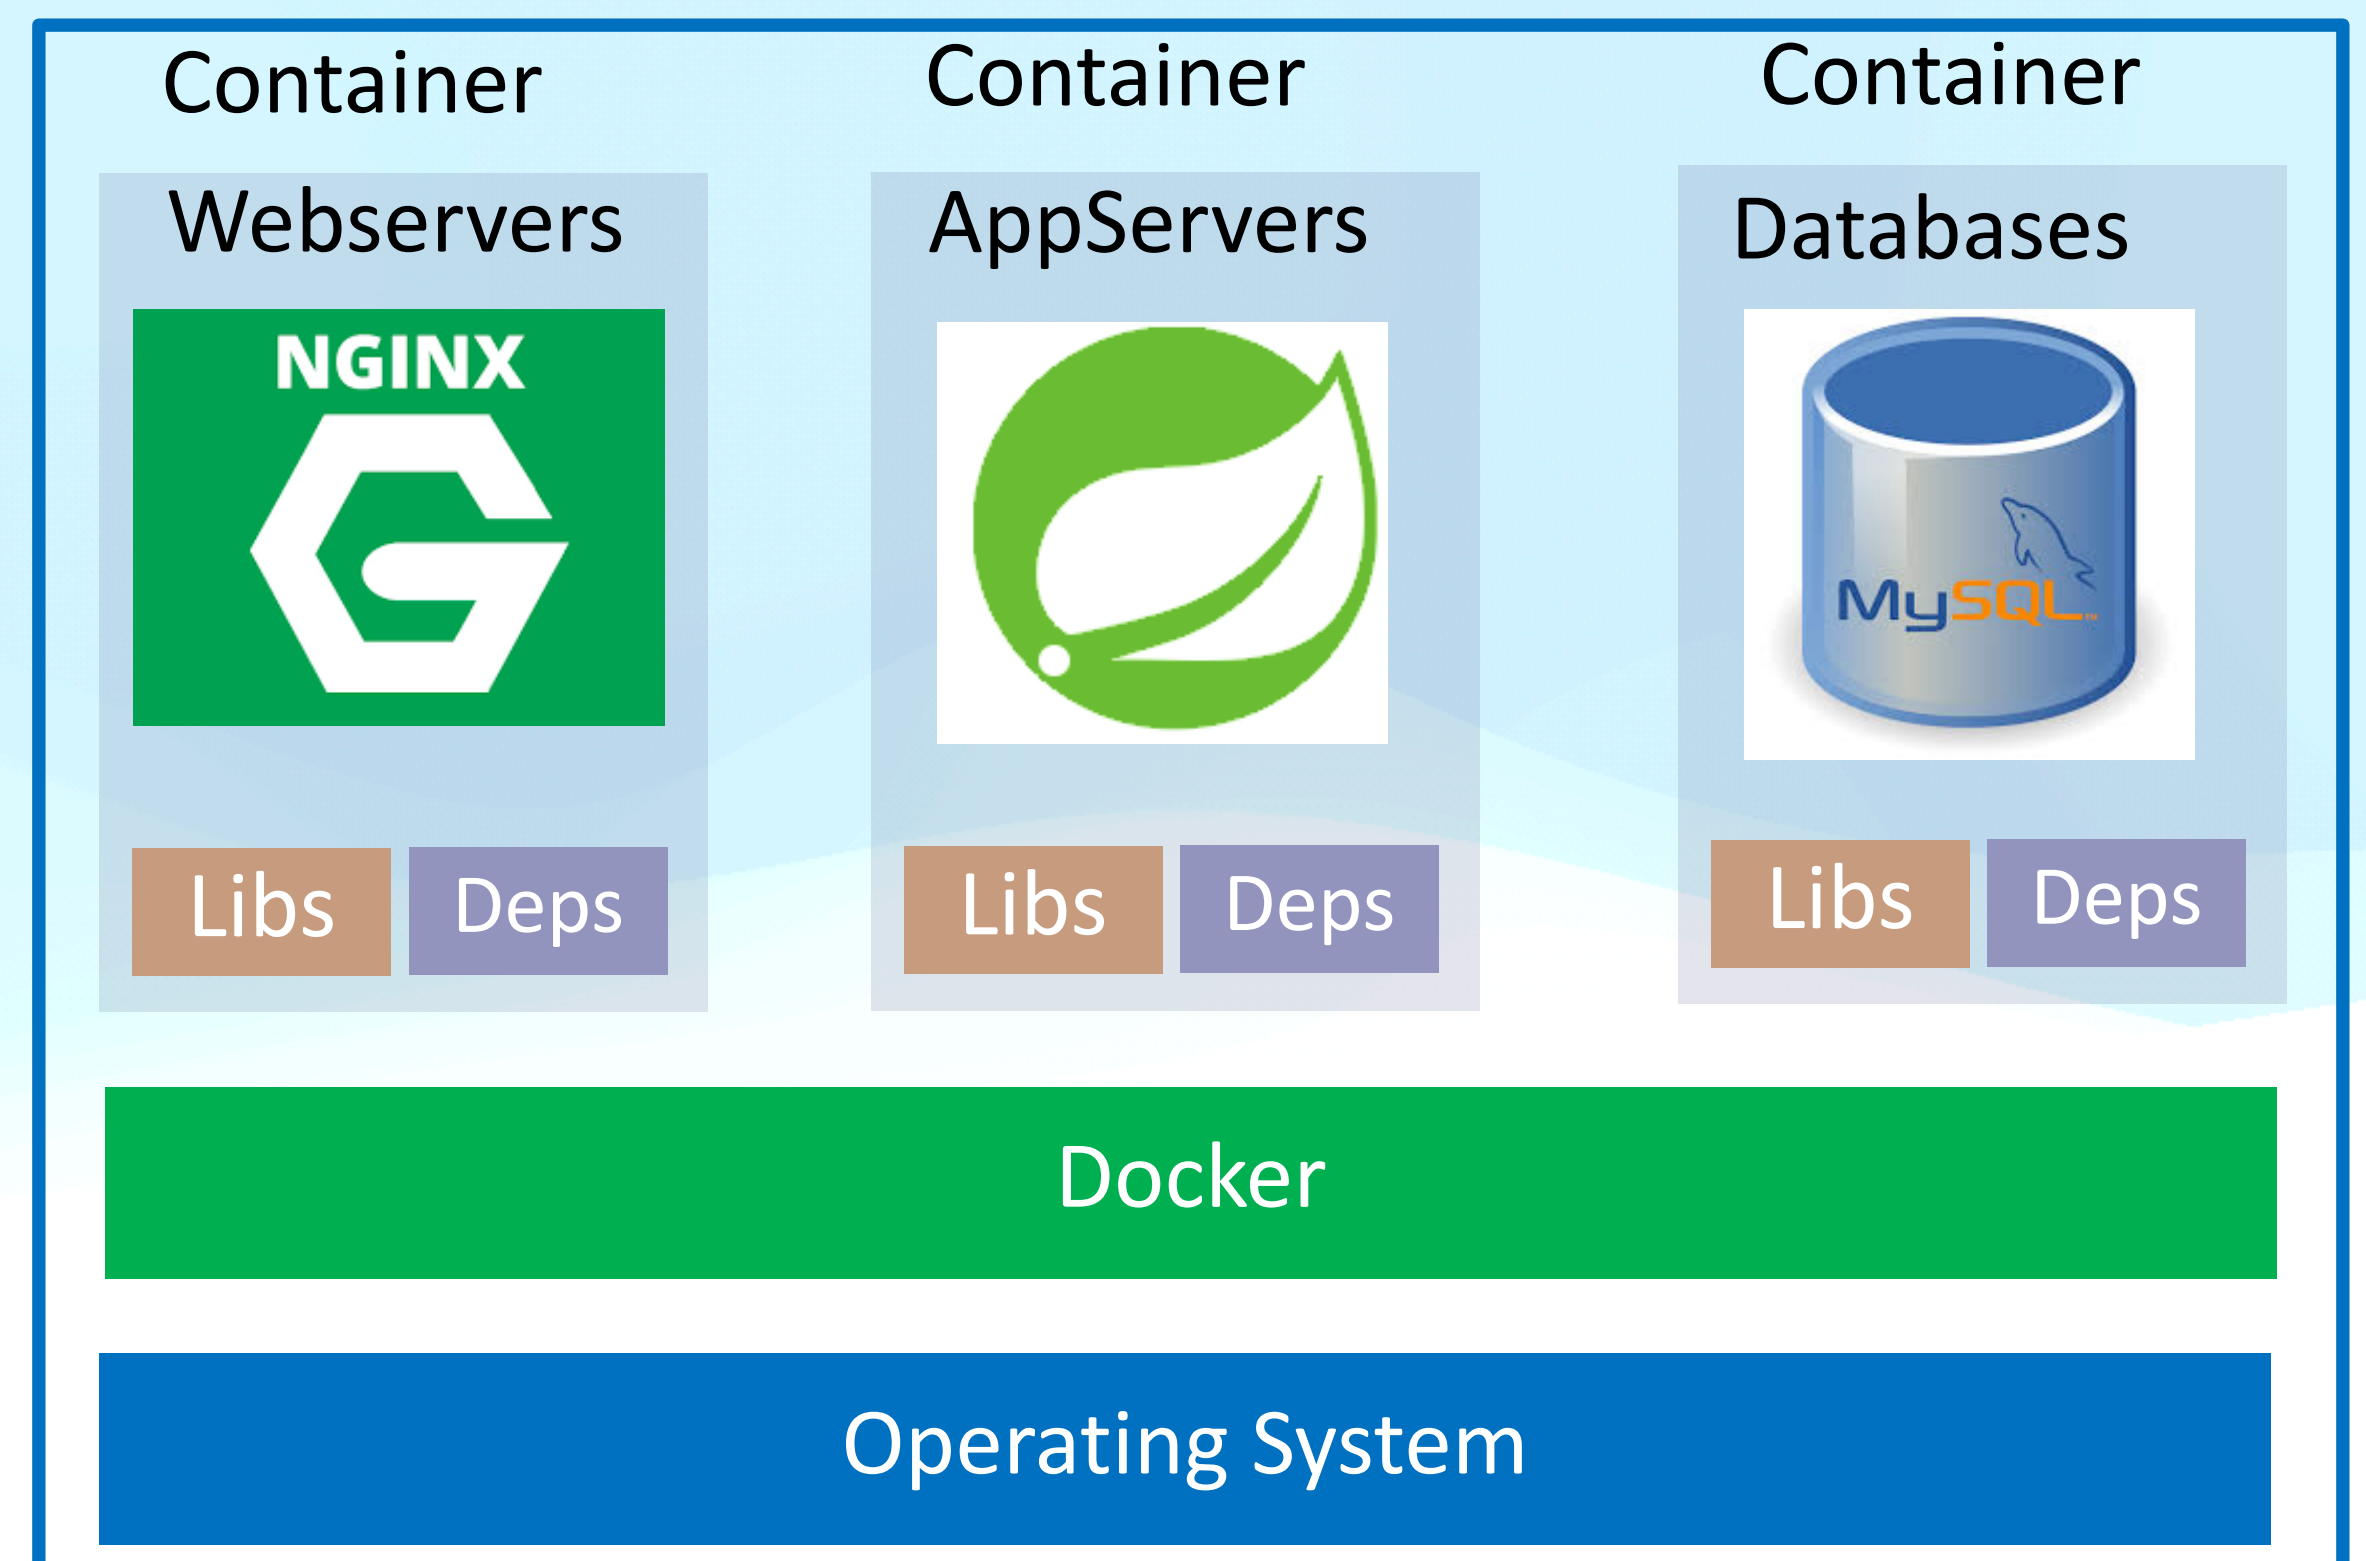 Container
Container
Container
Webservers
AppServers
Databases
NGINX
MySQL
Libs
Deps
Libs
Deps
Libs
Deps
Docker
Operating System